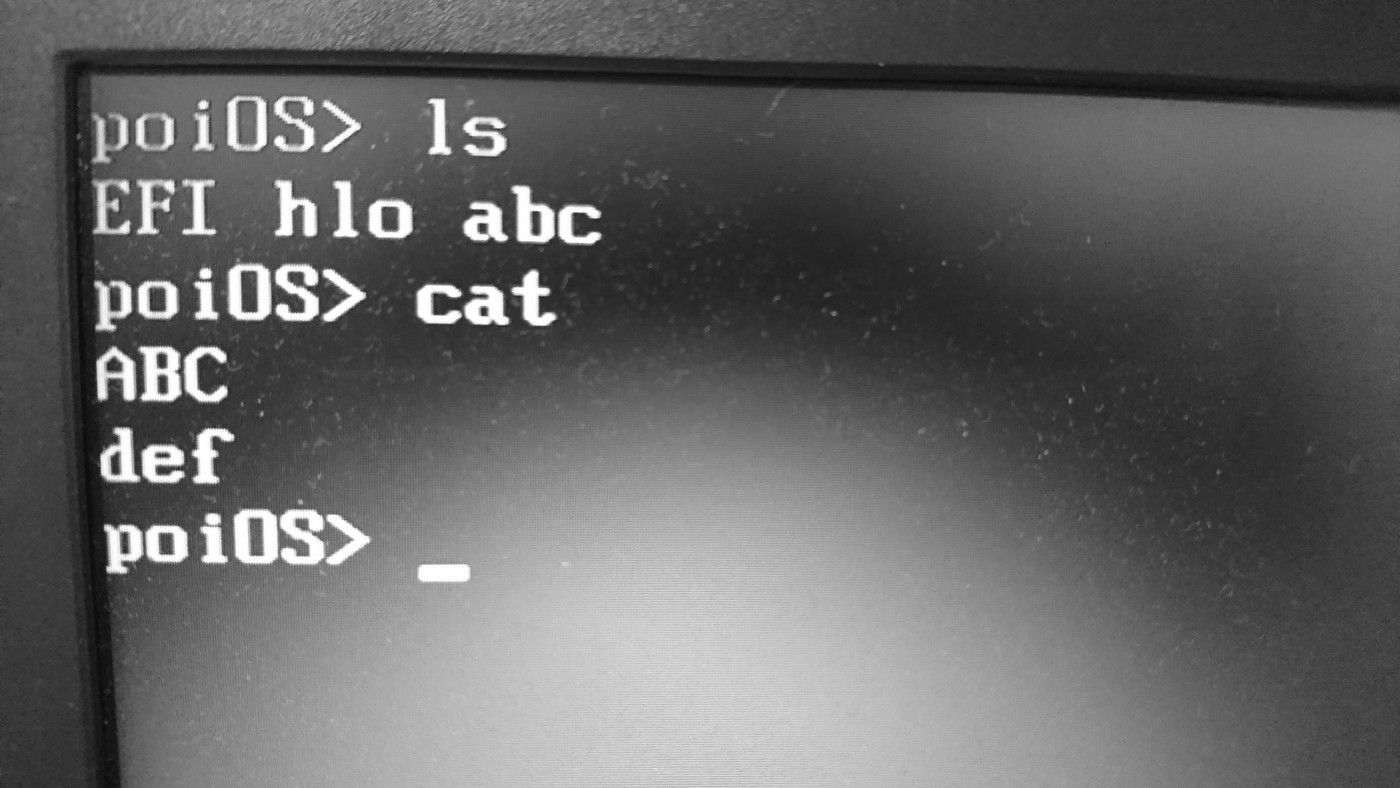 poiOS> ls
EFI hlo abc
poiOS> cat
ABC
def
poiOS> _